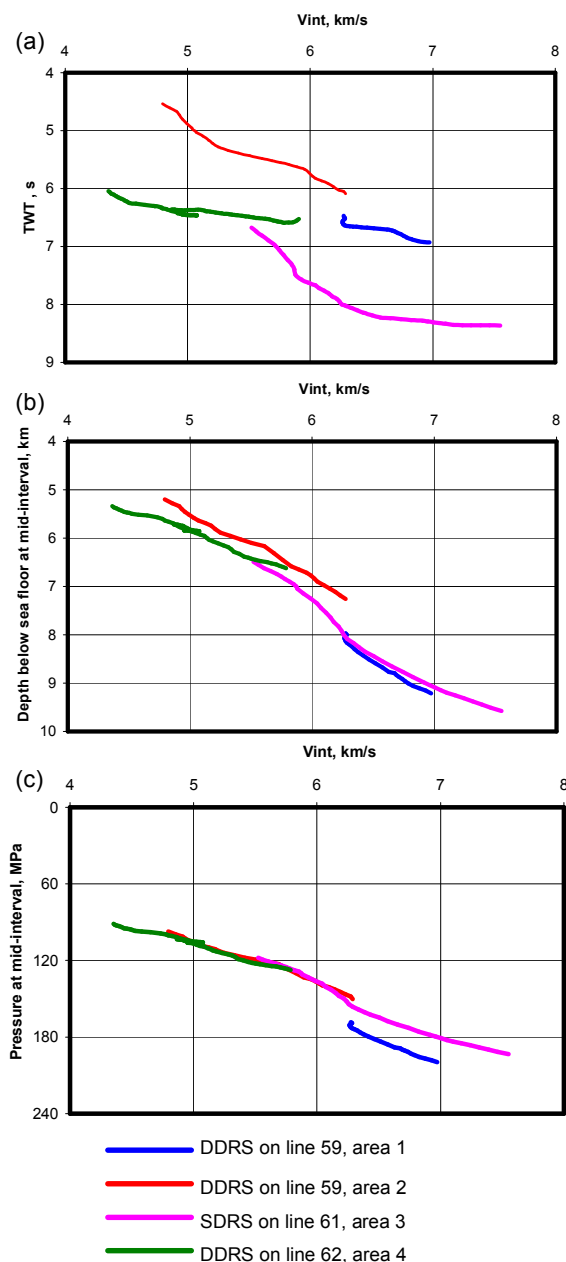 Vint, km/s
(a)
4 5 6 7 8
4
5
6
7
8
9
TWT , s
Vint, km/s
(b)
4 5 6 7 8
4
5
6
7
8
9
10
Depth below sea floor at mid-interval, km
Vint, km/s
(c)
4 5 6 7 8
0
60
120
180
240
Pressure at mid-interval, MPa
DDRS on line 59, area 1
DDRS on line 59, area 2
SDRS on line 61, area 3
DDRS on line 62, area 4